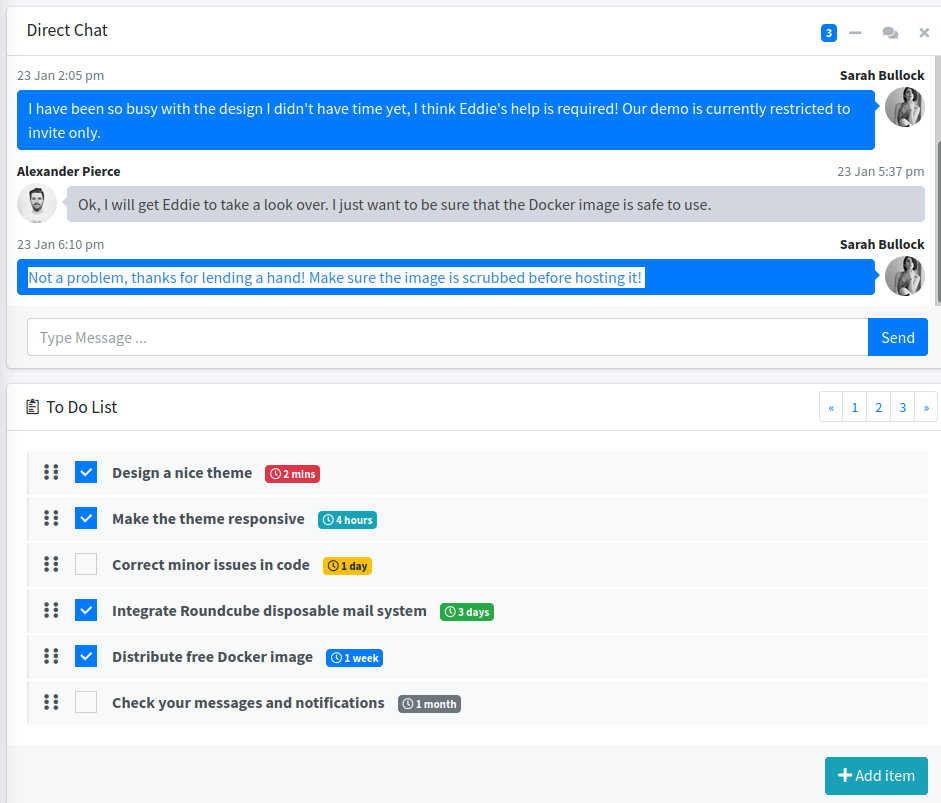 Direct Chat
3
23 Jan 2:05 pm Sarah Bullock
I have been so busy with the design I didn't have time yet, I think Eddie's help is required! Our demo is currently restricted to
invite only.
Alexander Pierce 23 Jan 5:37 pm
Ok, I will get Eddie to take a look over. I just want to be sure that the Docker image is safe to use.
23 Jan 6:10 pm Sarah Bullock
Not a problem, thanks for lending a hand! Make sure the image is scrubbed before hosting it!
Type Message ... Send
To Do List « 1 2 3 »
Design a nice theme 2 mins
Make the theme responsive 4 hours
Correct minor issues in code 1 day
Integrate Roundcube disposable mail system 3 days
Distribute free Docker image 1 week
Check your messages and notifications 1 month
Add item